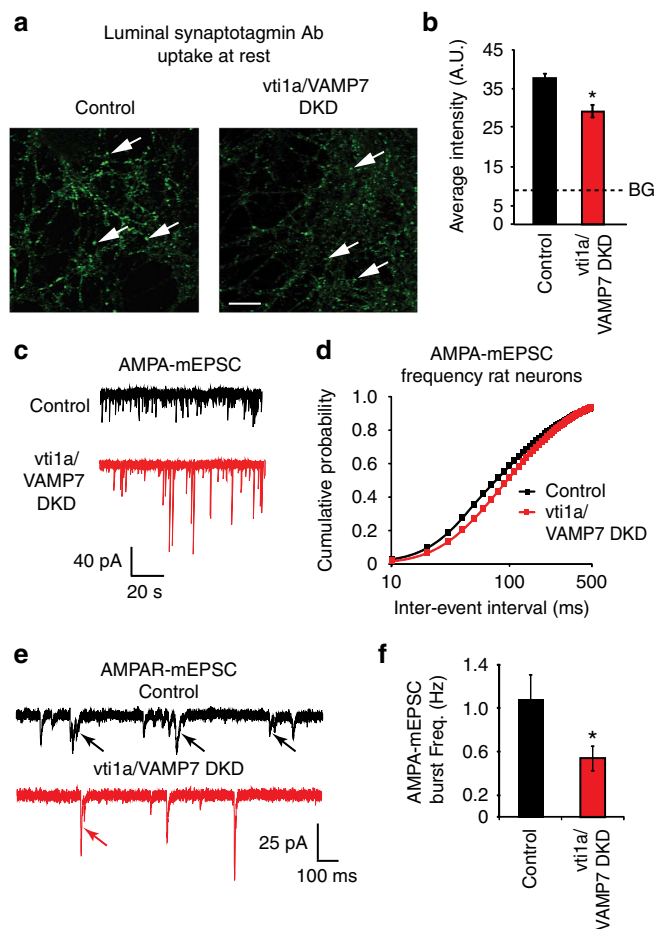 a
Luminal synaptotagmin Ab
uptake at rest
Control
vti1a/VAMP7
DKD
b
Average intensity (A.U.)
45
35
25
15
5
0
*
BG
Control
vti1a/
VAMP7 DKD
c
AMPA-mEPSC
Control
vti1a/
VAMP7
DKD
40 pA
20 s
d
AMPA-mEPSC
frequency rat neurons
Cumulative probability
1.0
0.8
0.6
0.4
0.2
0
10
100
500
Inter-event interval (ms)
Control
vti1a/
VAMP7 DKD
e
AMPAR-mEPSC
Control
vti1a/VAMP7 DKD
25 pA
100 ms
f
AMPA-mEPSC
burst Freq. (Hz)
1.4
1.0
0.6
0.2
0
*
Control
vti1a/
VAMP7 DKD